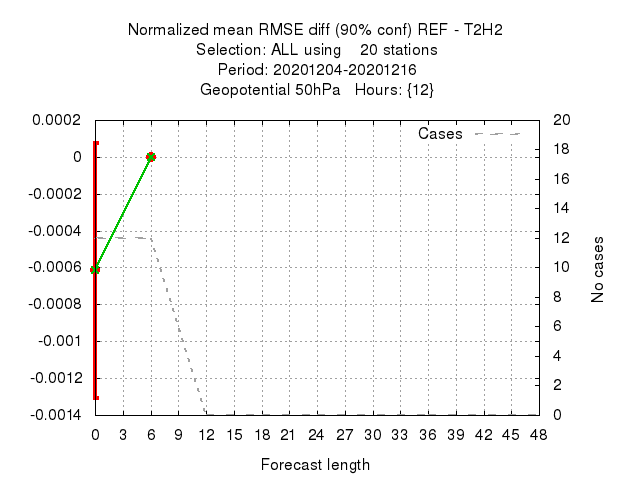 Normalized mean RMSE diff (90% conf) REF - T2H2
Selection: ALL using 20 stations
Period: 20201204-20201216
Geopotential 50hPa Hours: {12}
Cases
0.0002
0
-0.0002
-0.0004
-0.0006
-0.0008
-0.001
-0.0012
-0.0014
20
18
16
14
12
10
8
6
4
2
0
No cases
0 3 6 9 12 15 18 21 24 27 30 33 36 39 42 45 48
Forecast length